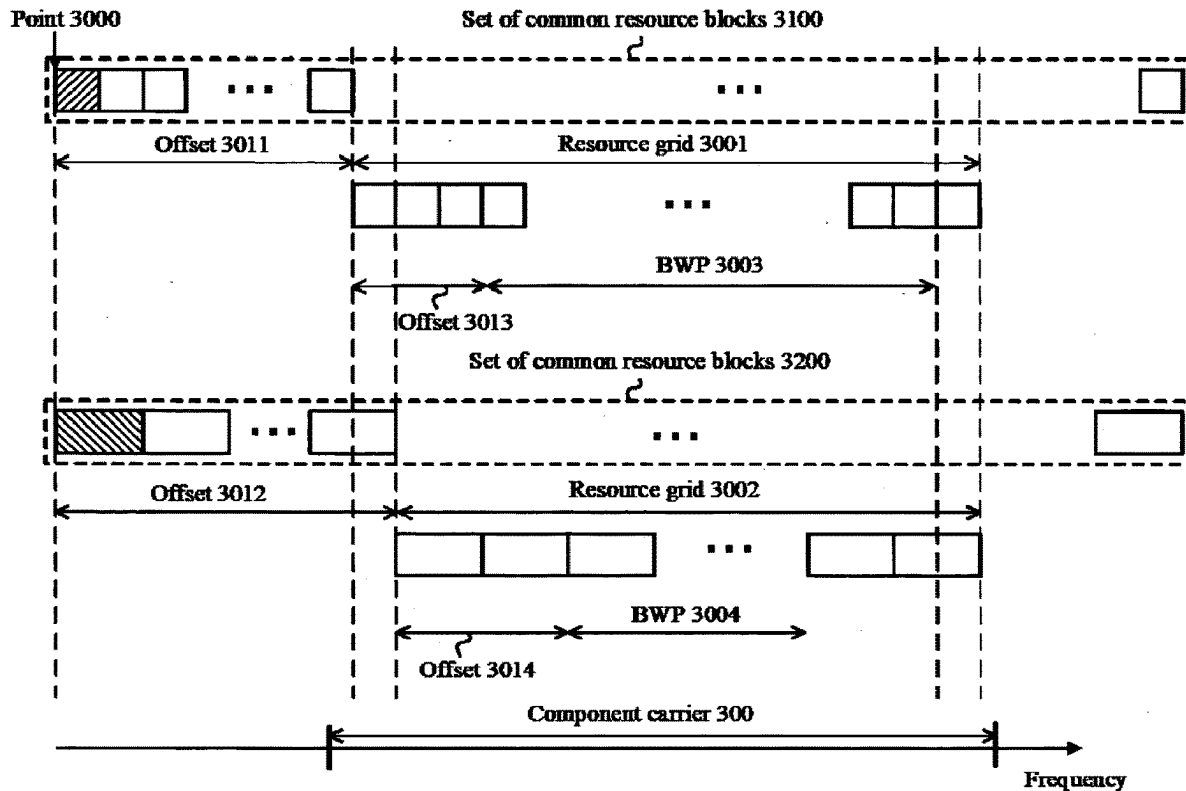 Point 3000
Set of common resource blocks 3100
Offset 3011
Resource grid 3001
BWP 3003
Offset 3013
Set of common resource blocks 3200
Offset 3012
Resource grid 3002
BWP 3004
Offset 3014
Component carrier 300
Frequency